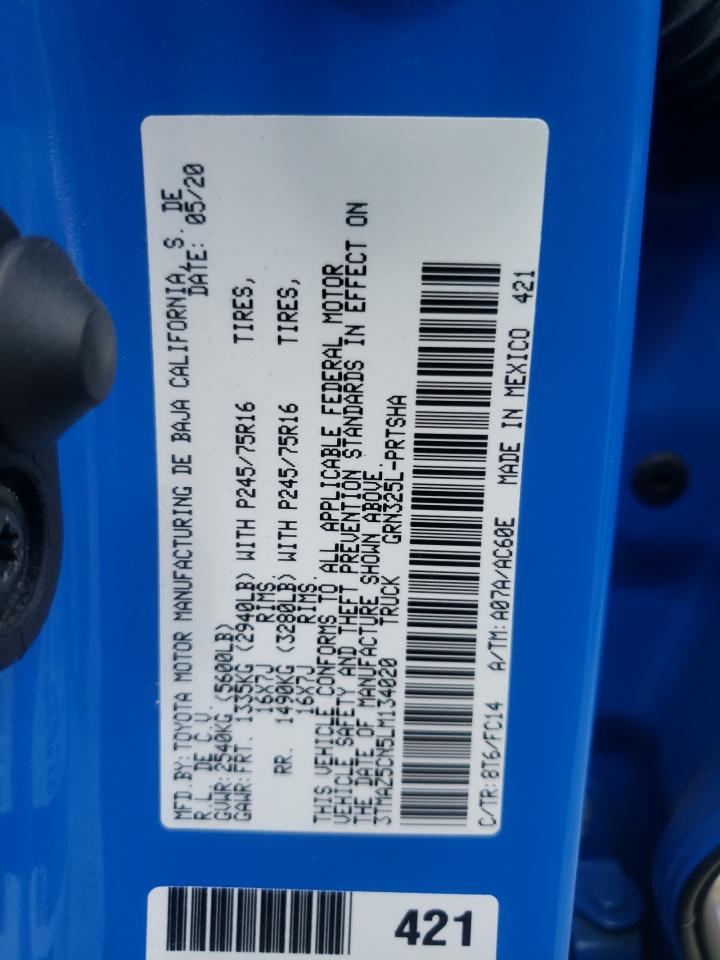 MFD.BY:TOYOTA MOTOR MANUFACTURING DE BAJA CALIFORNIA, S. DE
R.L. DE C.V. DATE: 05/20
GVWR:2540KG (5600LB)
GAWR:FRT. 1335KG (2940LB) WITH P245/75R16 TIRES,
16X7J RIMS.
RR. 1490KG (3280LB) WITH P245/75R16 TIRES,
16X7J RIMS.
THIS VEHICLE CONFORMS TO ALL APPLICABLE FEDERAL MOTOR
VEHICLE SAFETY AND THEFT PREVENTION STANDARDS IN EFFECT ON
THE DATE OF MANUFACTURE SHOWN ABOVE.
3TMAZ5CN5LM134020 TRUCK GRN325L-PRTSHA
C/TR:8T6/FC14 A/TM:A07A/AC60E MADE IN MEXICO 421
421